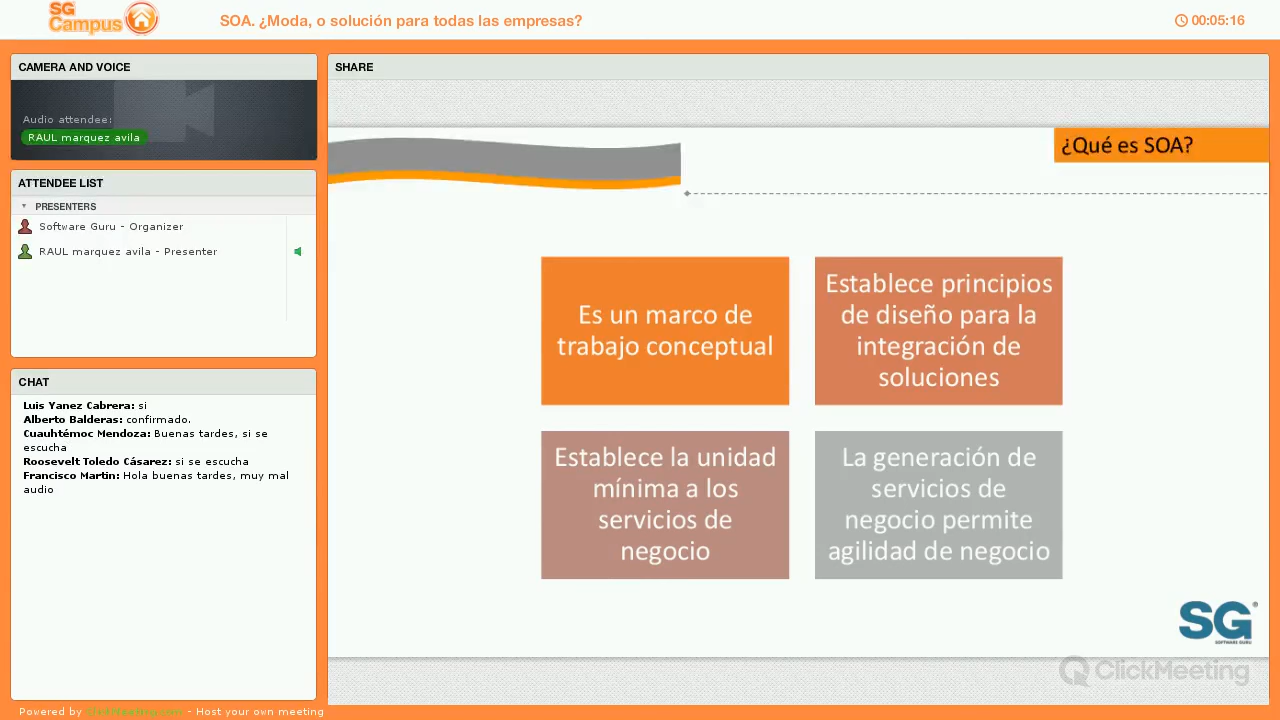 SG
Campus
SOA. ¿Moda, o solución para todas las empresas?
00:05:16
CAMERA AND VOICE
Audio attendee:
RAUL marquez avila
ATTENDEE LIST
PRESENTERS
Software Guru - Organizer
RAUL marquez avila - Presenter
CHAT
Luis Yanez Cabrera: si
Alberto Balderas: confirmado.
Cuauhtémoc Mendoza: Buenas tardes, si se
escucha
Roosevelt Toledo Cásarez: si se escucha
Francisco Martin: Hola buenas tardes, muy mal
audio
Powered by ClickMeeting.com - Host your own meeting
SHARE
¿Qué es SOA?
Es un marco de
trabajo conceptual
Establece principios
de diseño para la
integración de
soluciones
Establece la unidad
mínima a los
servicios de
negocio
La generación de
servicios de
negocio permite
agilidad de negocio
SG®
SOFTWARE GURU
ClickMeeting